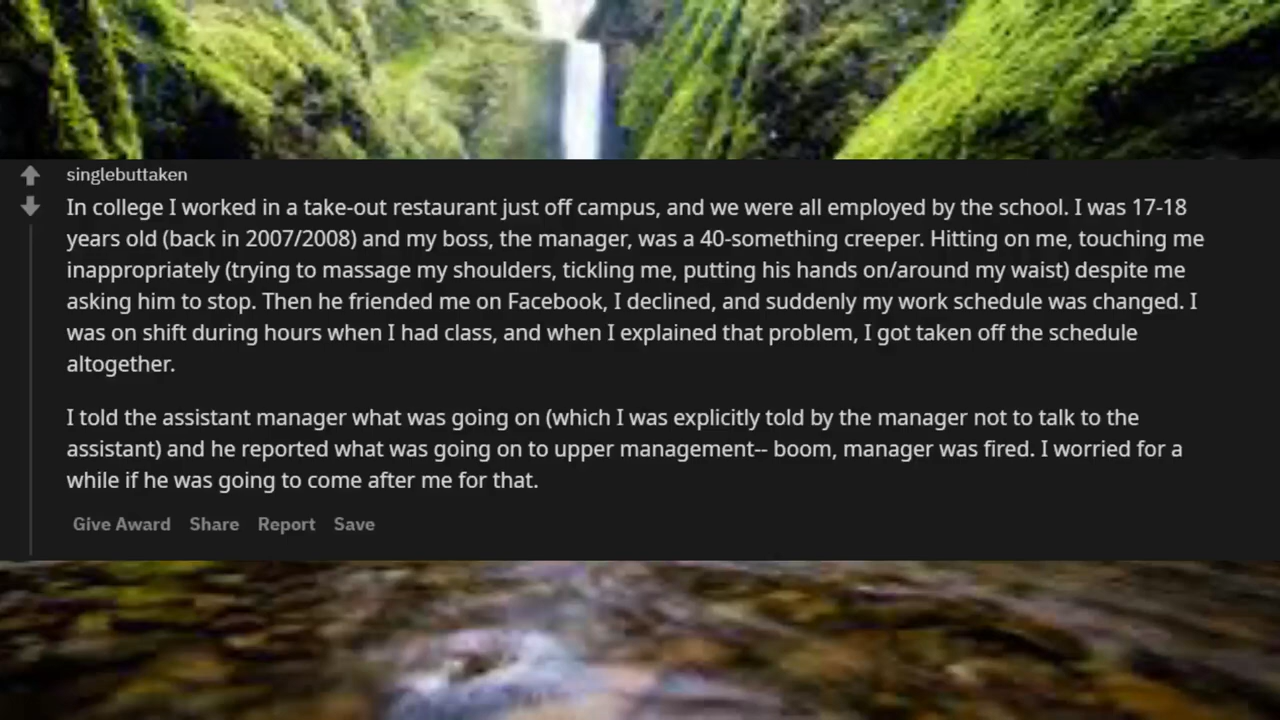 singlebuttaken
In college I worked in a take-out restaurant just off campus, and we were all employed by the school. I was 17-18
years old (back in 2007/2008) and my boss, the manager, was a 40-something creeper. Hitting on me, touching me
inappropriately (trying to massage my shoulders, tickling me, putting his hands on/around my waist) despite me
asking him to stop. Then he friended me on Facebook, I declined, and suddenly my work schedule was changed. I
was on shift during hours when I had class, and when I explained that problem, I got taken off the schedule
altogether.
I told the assistant manager what was going on (which I was explicitly told by the manager not to talk to the
assistant) and he reported what was going on to upper management-- boom, manager was fired. I worried for a
while if he was going to come after me for that.
Give Award Share Report Save